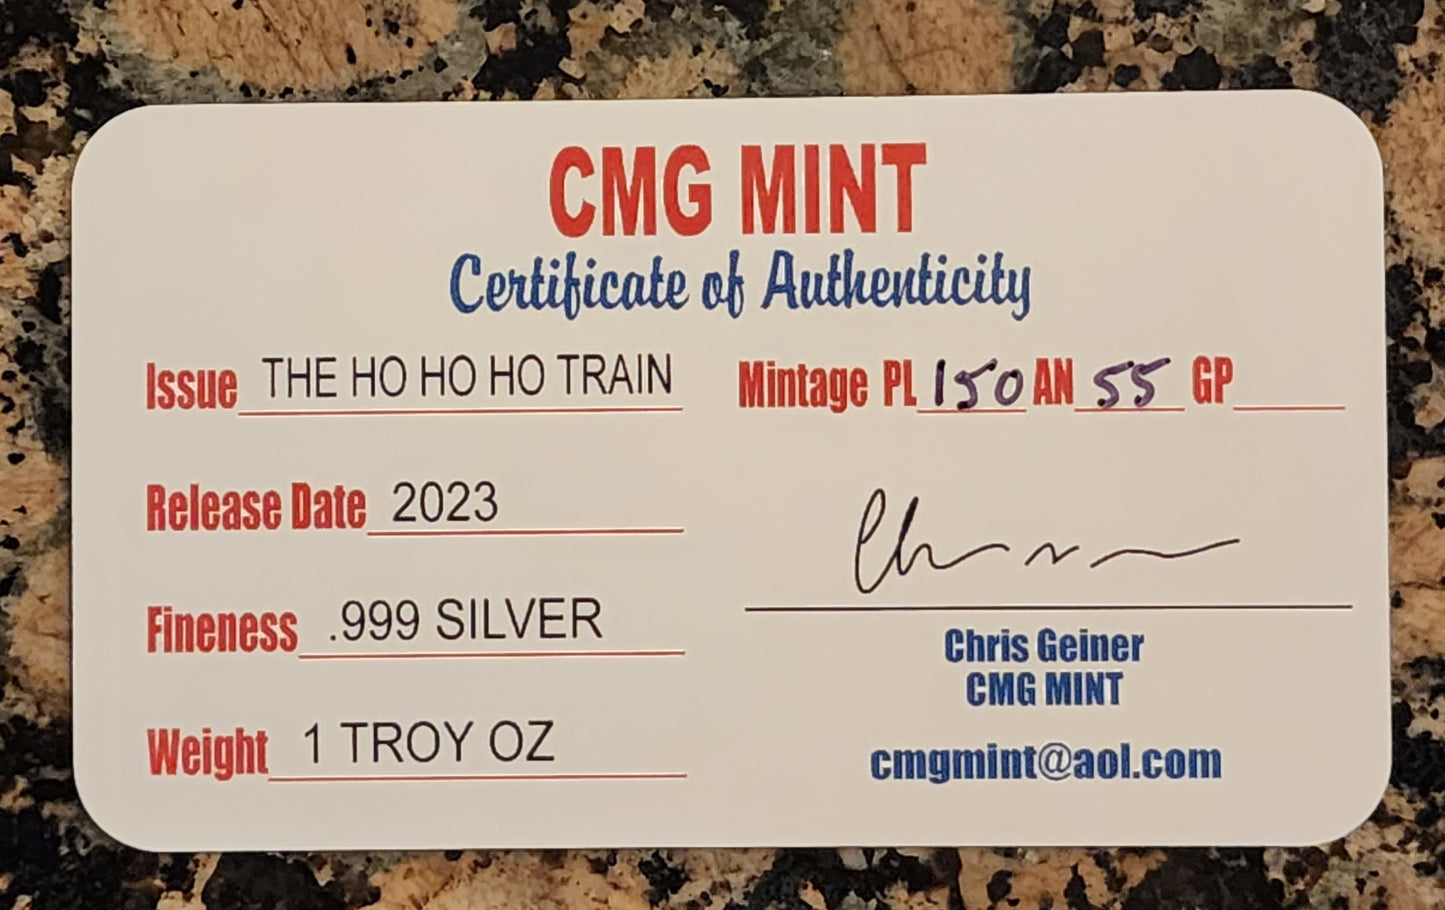 CMG MINT
Certificate of Authenticity
Issue THE HO HO HO TRAIN
Mintage PL 150 AN 55 GP
Release Date 2023
Fineness .999 SILVER
Weight 1 TROY OZ
Chris Geiner
CMG MINT
cmgmint@aol.com